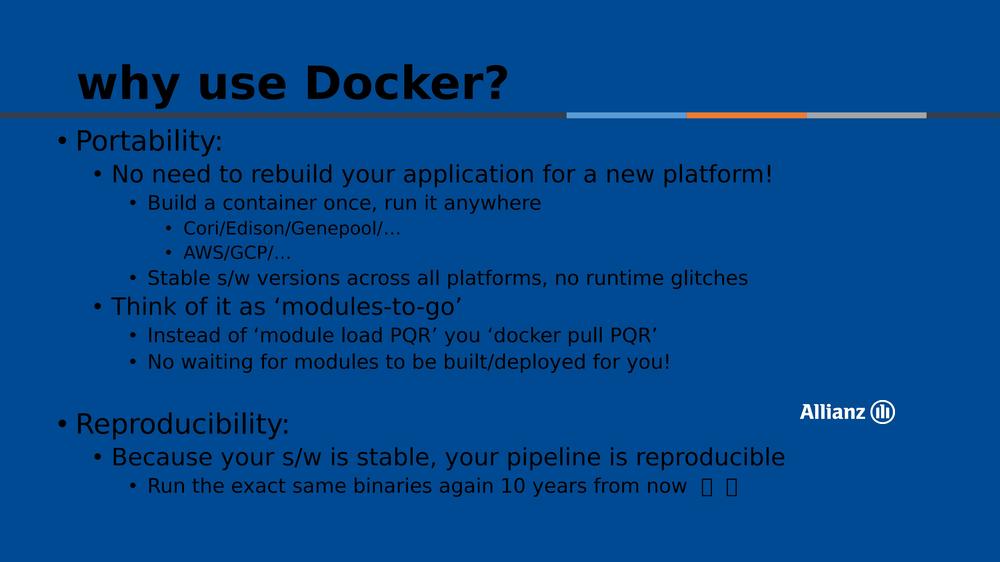 why use Docker?
• Portability:
• No need to rebuild your application for a new platform!
• Build a container once, run it anywhere
• Cori/Edison/Genepool/…
• AWS/GCP/…
• Stable s/w versions across all platforms, no runtime glitches
• Think of it as ‘modules-to-go’
• Instead of ‘module load PQR’ you ‘docker pull PQR’
• No waiting for modules to be built/deployed for you!
Allianz
• Reproducibility:
• Because your s/w is stable, your pipeline is reproducible
• Run the exact same binaries again 10 years from now